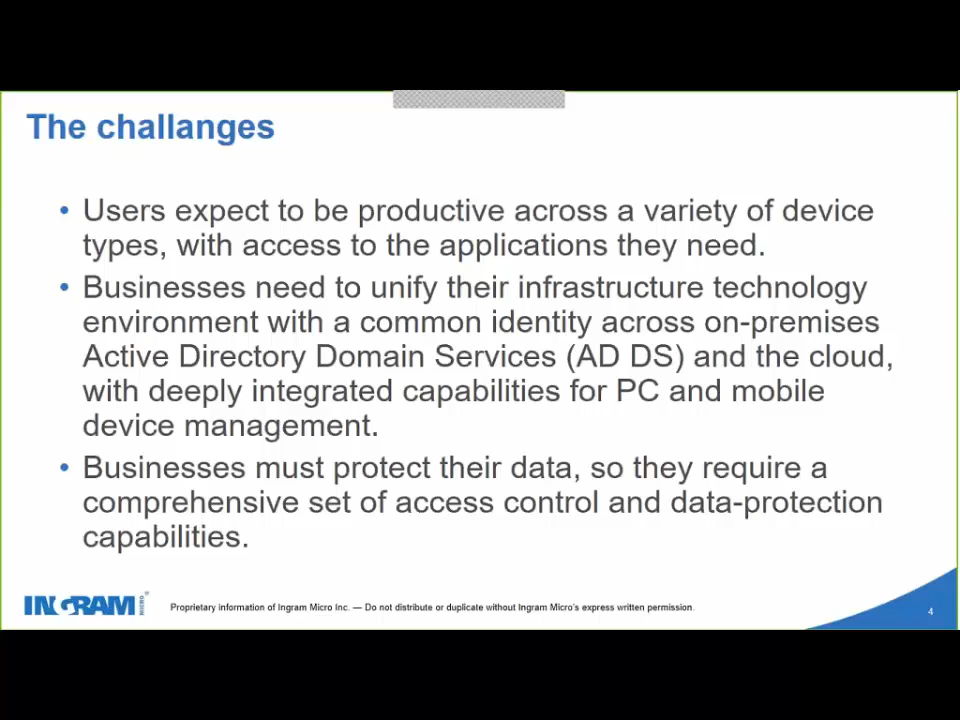 The challanges
• Users expect to be productive across a variety of device
types, with access to the applications they need.
• Businesses need to unify their infrastructure technology
environment with a common identity across on-premises
Active Directory Domain Services (AD DS) and the cloud,
with deeply integrated capabilities for PC and mobile
device management.
• Businesses must protect their data, so they require a
comprehensive set of access control and data-protection
capabilities.
INGRAM MICRO ®
Proprietary information of Ingram Micro Inc. — Do not distribute or duplicate without Ingram Micro's express written permission.
4